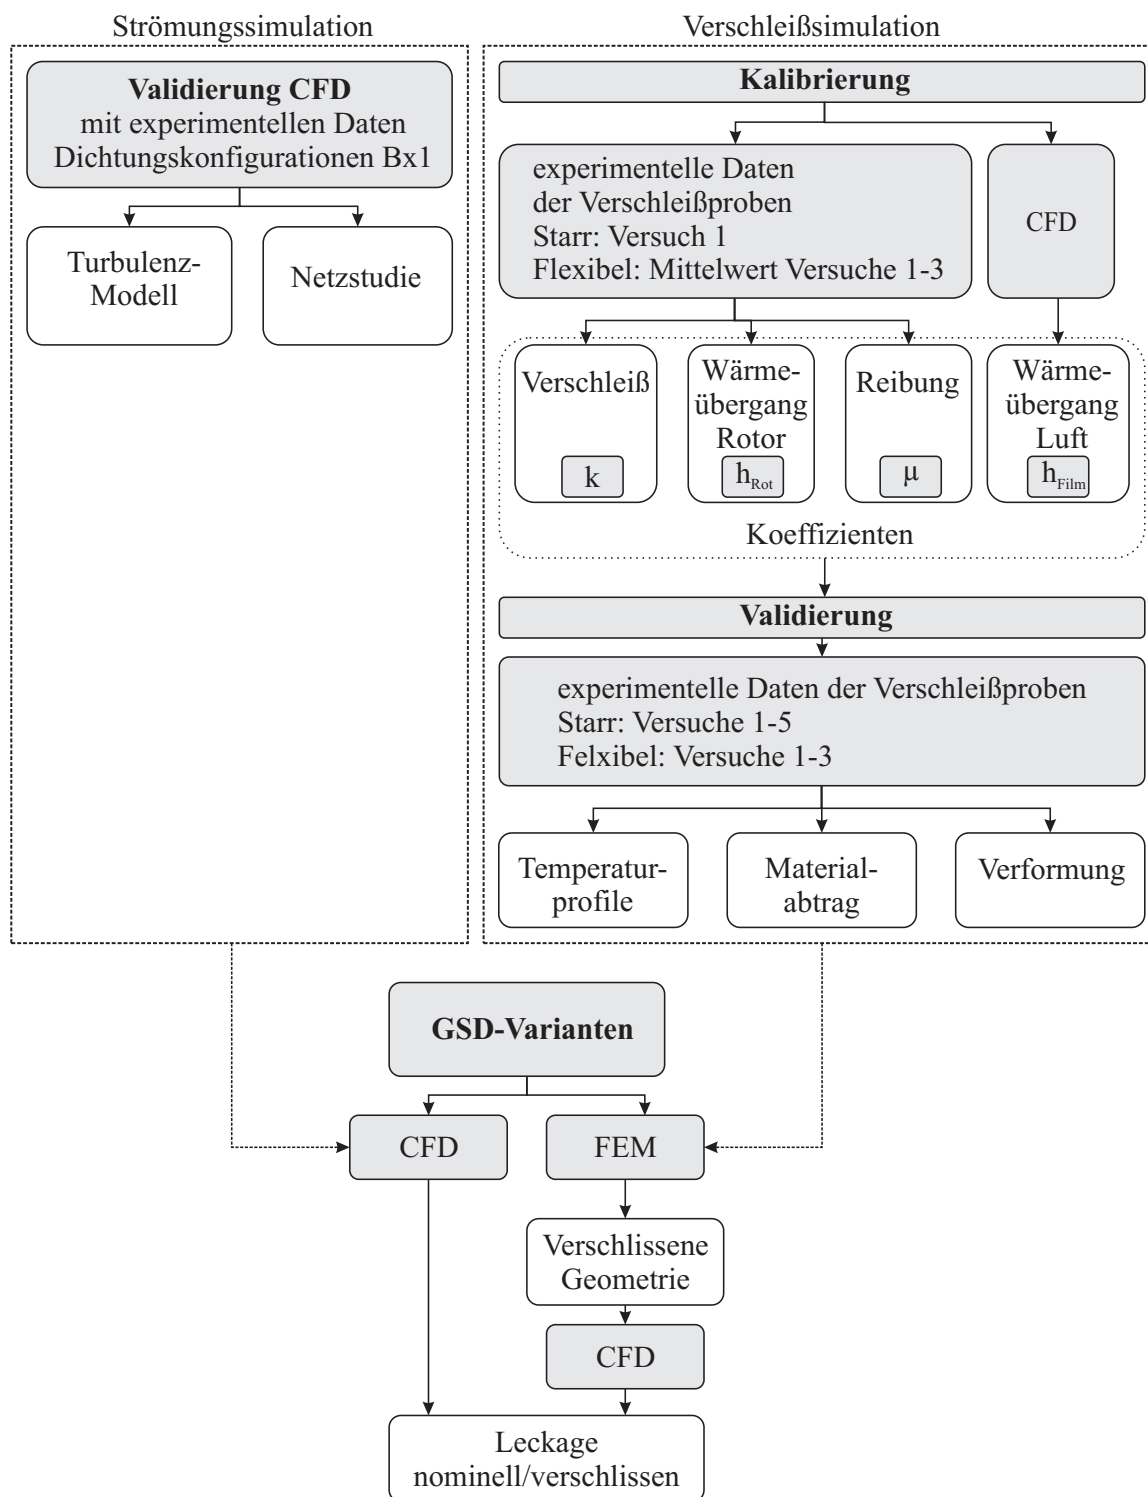 Strömungssimulation
Validierung CFD
mit experimentellen Daten
Dichtungskonfigurationen Bx1
Turbulenz-
Modell
Netzstudie
Verschleißsimulation
Kalibrierung
experimentelle Daten
der Verschleißproben
Starr: Versuch 1
Flexibel: Mittelwert Versuche 1-3
CFD
Verschleiß
k
Wärme-
übergang
Rotor
hRot
Reibung
μ
Wärme-
übergang
Luft
hFilm
Koeffizienten
Validierung
experimentelle Daten der Verschleißproben
Starr: Versuche 1-5
Felxibel: Versuche 1-3
Temperatur-
profile
Material-
abtrag
Verformung
GSD-Varianten
CFD
FEM
Verschlissene
Geometrie
CFD
Leckage
nominell/verschlissen